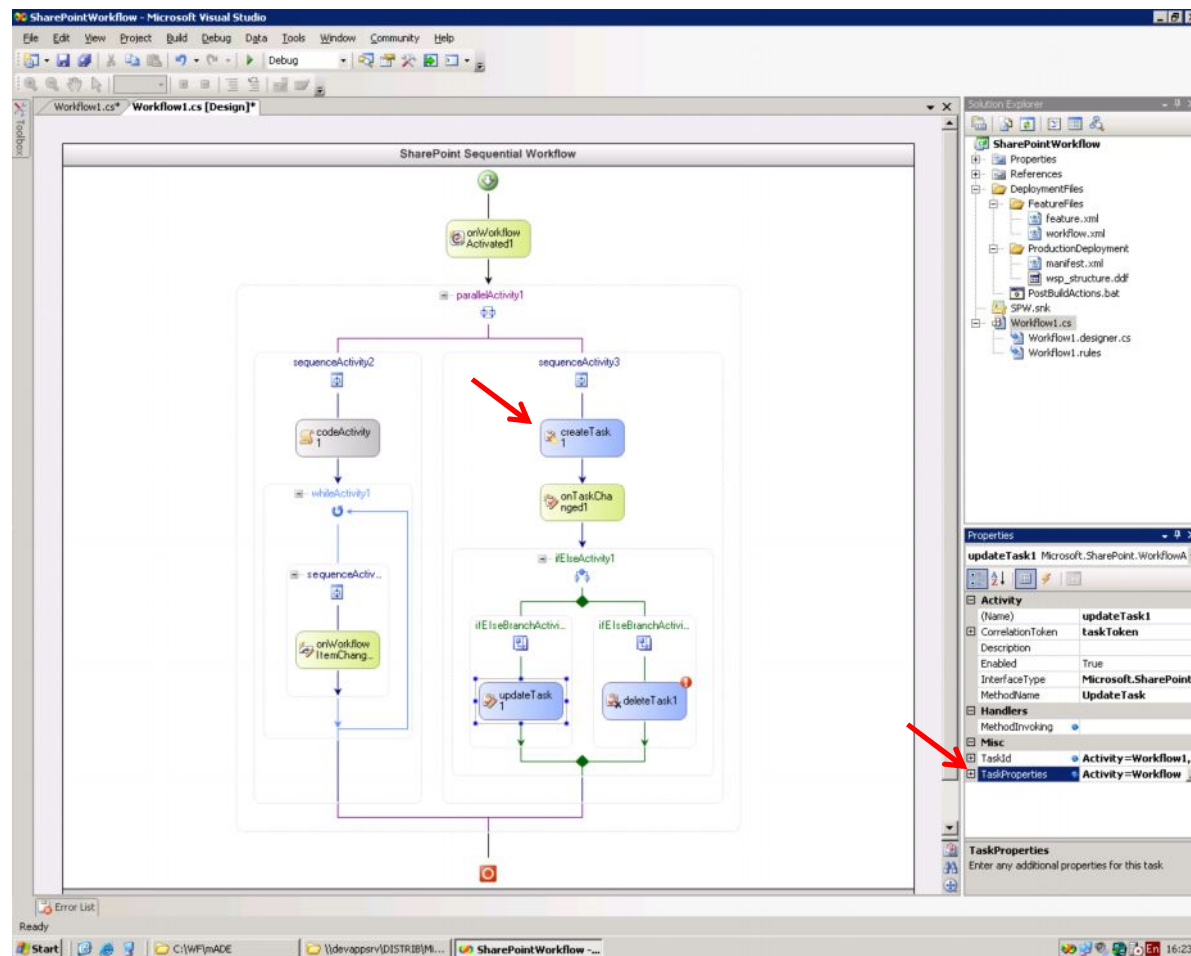 SharePointWorkflow - Microsoft Visual Studio
File Edit View Project Build Debug Data Tools Window Community Help
Debug
Workflow1.cs* Workflow1.cs [Design]*
Toolbox
SharePoint Sequential Workflow
onWorkflow
Activated1
parallelActivity1
sequenceActivity2
sequenceActivity3
codeActivity
1
createTask
1
whileActivity1
onTaskCha
nged1
sequenceActiv...
ifElseActivity1
onWorkflow
ItemChang...
ifElseBranchActivi...
ifElseBranchActivi...
updateTask
1
deleteTask1
Solution Explorer
SharePointWorkflow
Properties
References
DeploymentFiles
FeatureFiles
feature.xml
workflow.xml
ProductionDeployment
manifest.xml
wsp_structure.ddf
PostBuildActions.bat
SPW.snk
Workflow1.cs
Workflow1.designer.cs
Workflow1.rules
Properties
updateTask1 Microsoft.SharePoint.WorkflowA
Activity
(Name) updateTask1
CorrelationToken taskToken
Description
Enabled True
InterfaceType Microsoft.SharePoint
MethodName UpdateTask
Handlers
MethodInvoking
Misc
TaskId Activity=Workflow1,
TaskProperties Activity=Workflow
TaskProperties
Enter any additional properties for this task
Error List
Ready
Start C:\WF\mADE \\devappsrv\DISTRIB\Mi... SharePointWorkflow -... En 16:23